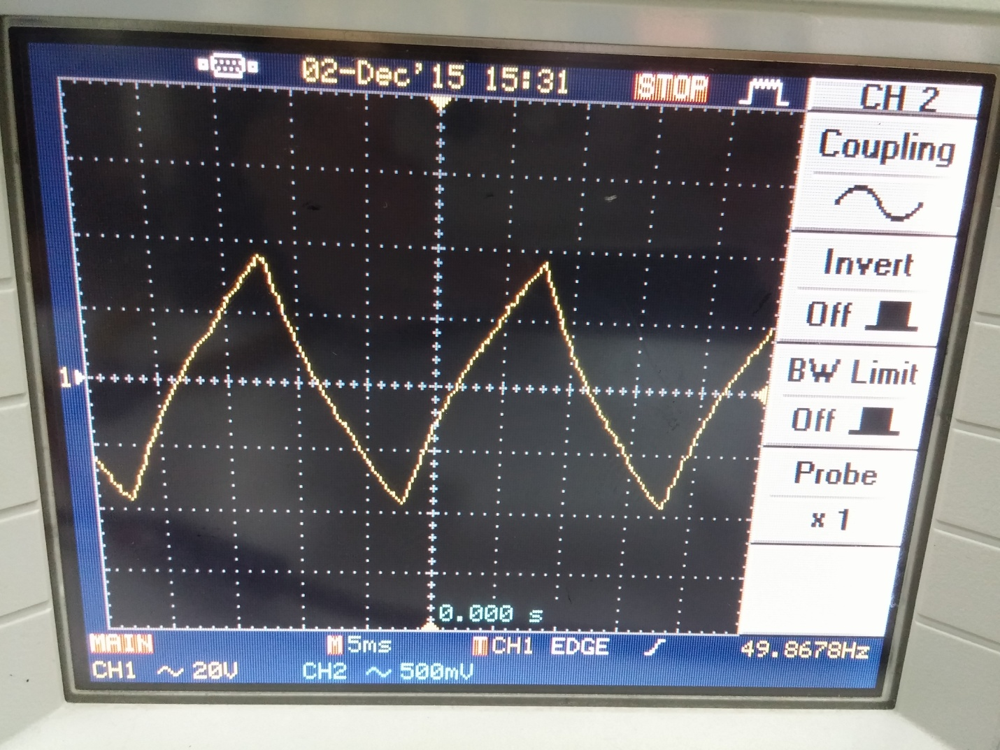 02-Dec'15 15:31 STOP
CH 2
Coupling
Invert
Off
BW Limit
Off
Probe
x 1
1
0.000 s
MAIN M 5ms T CH1 EDGE 49.8678Hz
CH1 ~ 20V CH2 ~ 500mV